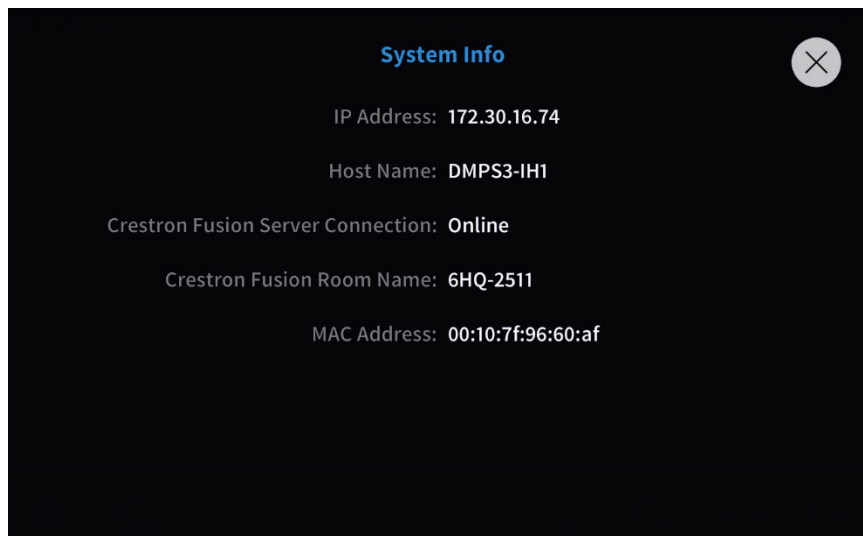 System Info
IP Address: 172.30.16.74
Host Name: DMPS3-IH1
Crestron Fusion Server Connection: Online
Crestron Fusion Room Name: 6HQ-2511
MAC Address: 00:10:7f:96:60:af